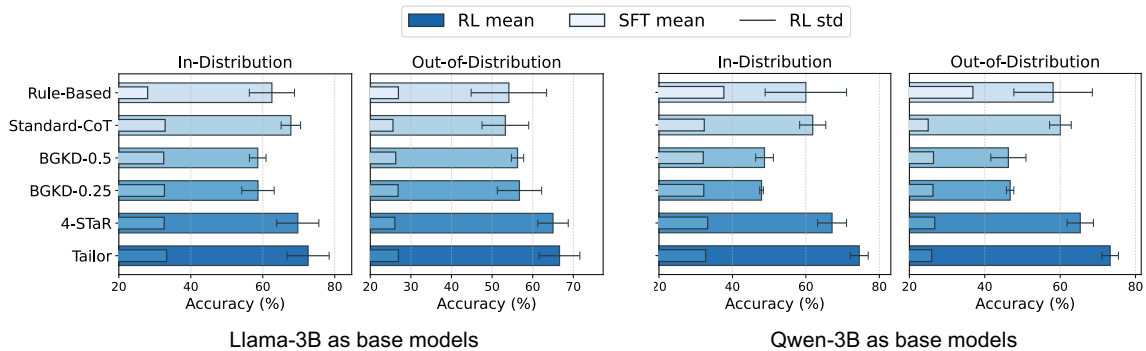 RL mean SFT mean RL std
In-Distribution Out-of-Distribution In-Distribution Out-of-Distribution
Rule-Based
Standard-CoT
BGKD-0.5
BGKD-0.25
4-STaR
Tailor
20 40 60 80 20 30 40 50 60 70 20 40 60 80 20 40 60 80
Accuracy (%) Accuracy (%) Accuracy (%) Accuracy (%)
Llama-3B as base models Qwen-3B as base models